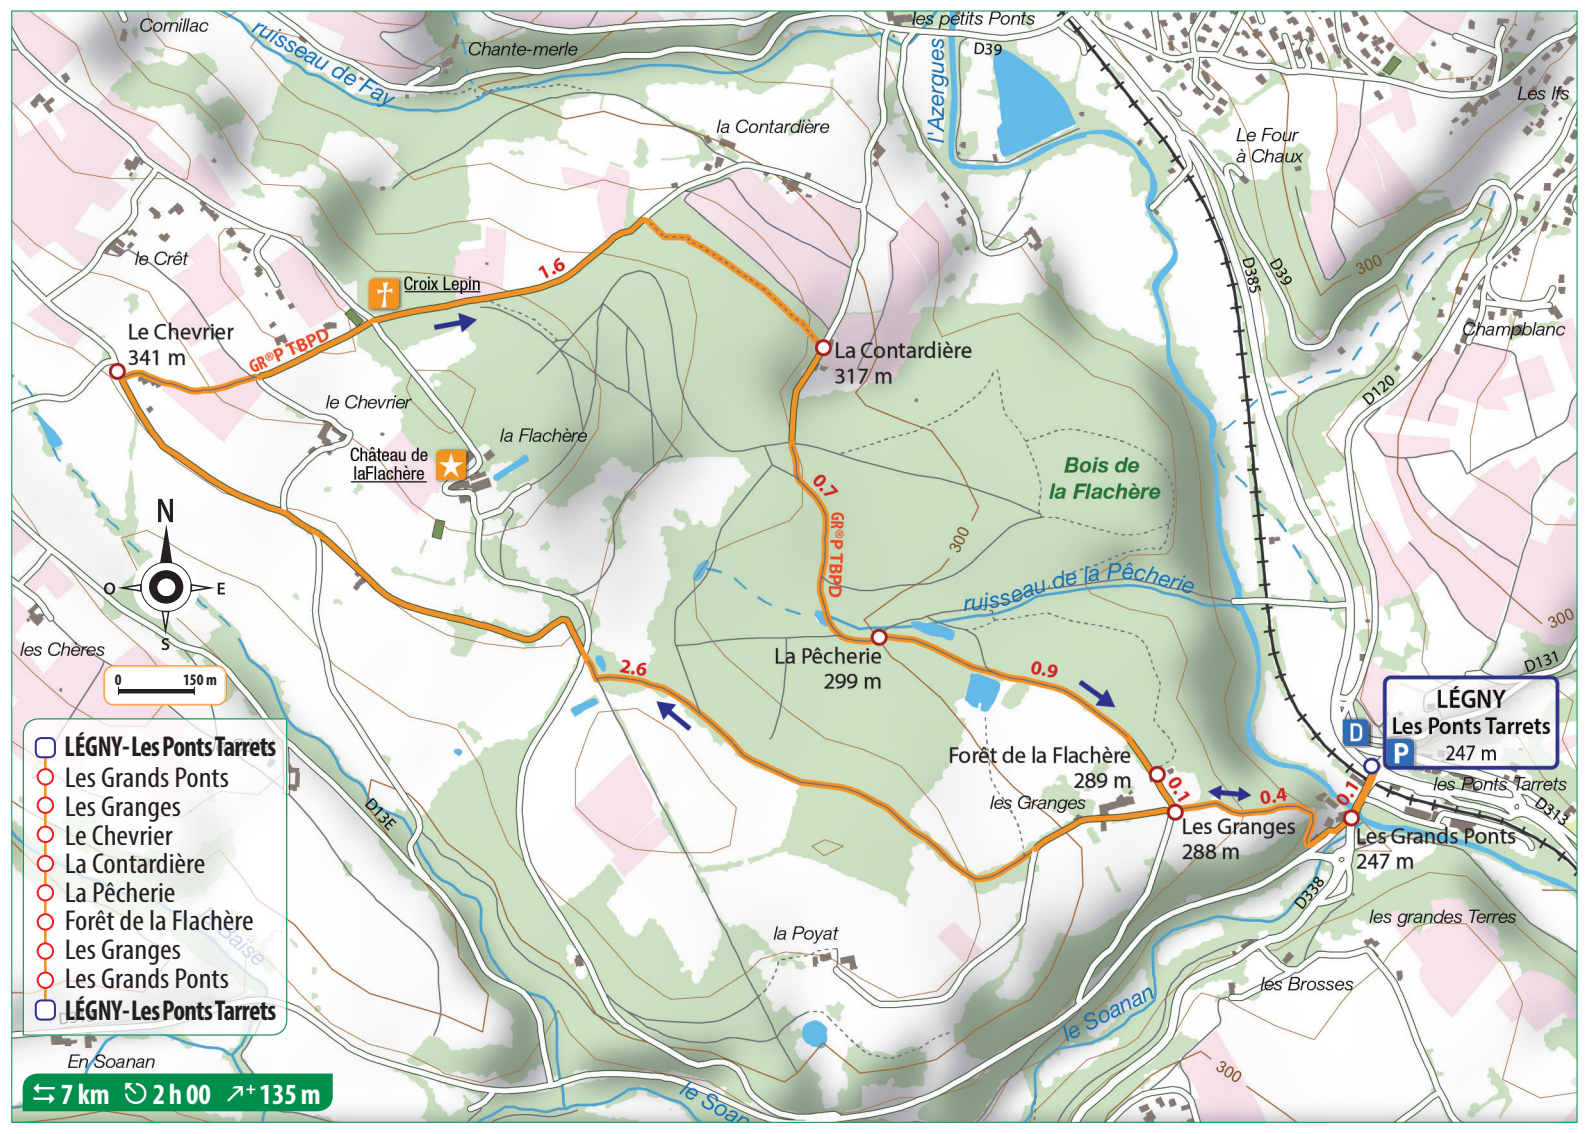 Cornillac
ruisseau de Fay
Chante-merle
les petits Ponts
D39
l'Azergues
Les Ifs
la Contardière
Le Four
à Chaux
le Crêt
Croix Lepin
1.6
D385
D39
300
Champblanc
Le Chevrier
341 m
GR®P TBPD
La Contardière
317 m
le Chevrier
D120
la Flachère
Château de
laFlachère
Bois de
la Flachère
0.7
GR®P TBPD
300
N
O
E
S
ruisseau de la Pêcherie
300
les Chères
0
150 m
La Pêcherie
299 m
2.6
0.9
D131
LÉGNY
Les Ponts Tarrets
247 m
D
P
LÉGNY-Les Ponts Tarrets
Les Grands Ponts
Les Granges
Le Chevrier
La Contardière
La Pêcherie
Forêt de la Flachère
Les Granges
Les Grands Ponts
LÉGNY-Les Ponts Tarrets
Forêt de la Flachère
289 m
les Granges
0.1
0.4
0.1
les Ponts Tarrets
D313
Les Granges
288 m
Les Grands Ponts
247 m
D13E
D338
la Poyat
les grandes Terres
les Brosses
le Soanan
300
En Soanan
le Soan
7 km
2 h 00
+ 135 m